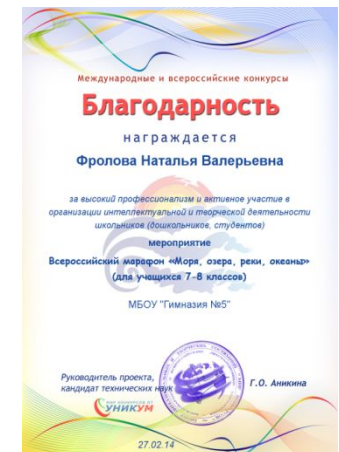 Международные и всероссийские конкурсы
Благодарность
награждается
Фролова Наталья Валерьевна
за высокий профессионализм и активное участие в
организации интеллектуальной и творческой деятельности
школьников (дошкольников, студентов)
мероприятие
Всероссийский марафон «Моря, озера, реки, океаны»
(для учащихся 7-8 классов)
МБОУ "Гимназия №5"
Руководитель проекта,
кандидат технических наук
Г.О. Аникина
УНИКУМ
27.02.14